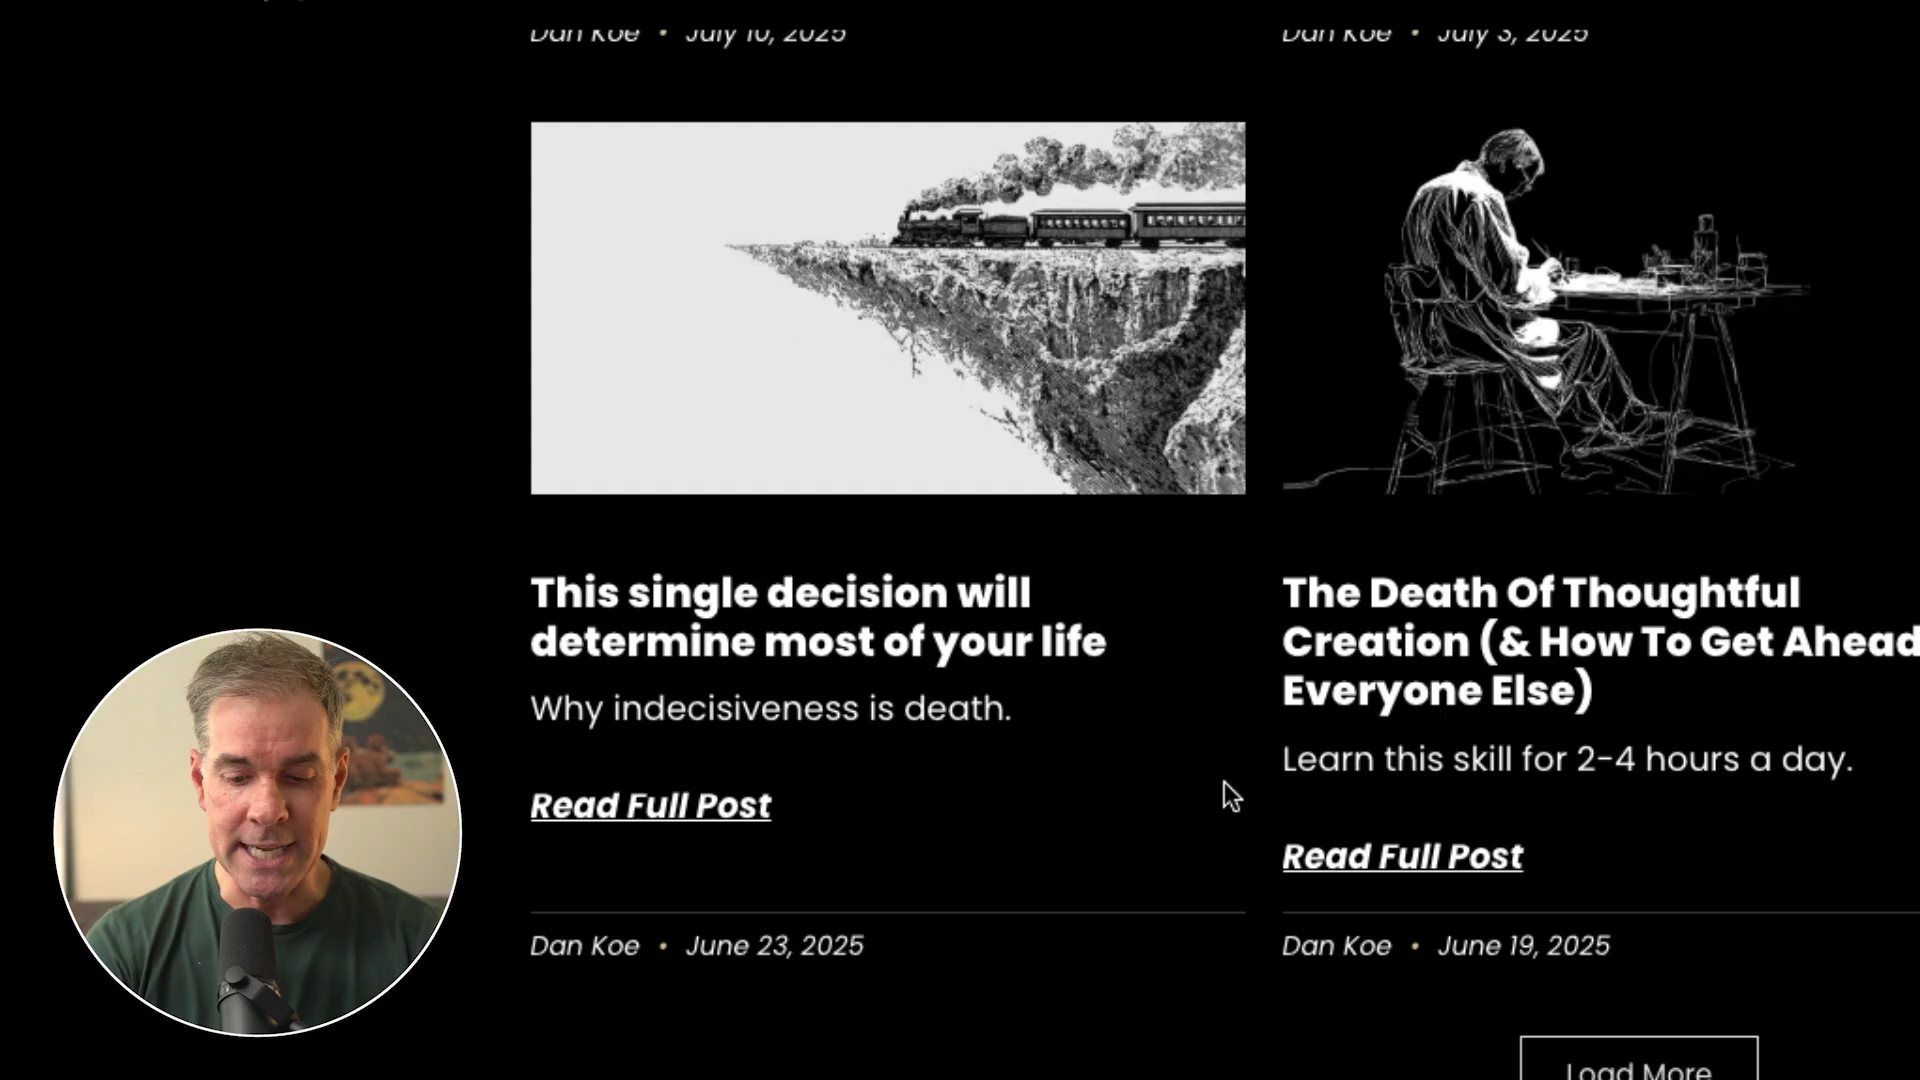 Dan Koe • July 10, 2025
Dan Koe • July 3, 2025
This single decision will
determine most of your life
Why indecisiveness is death.
Read Full Post
Dan Koe • June 23, 2025
The Death Of Thoughtful
Creation (& How To Get Ahead
Everyone Else)
Learn this skill for 2-4 hours a day.
Read Full Post
Dan Koe • June 19, 2025
Load More